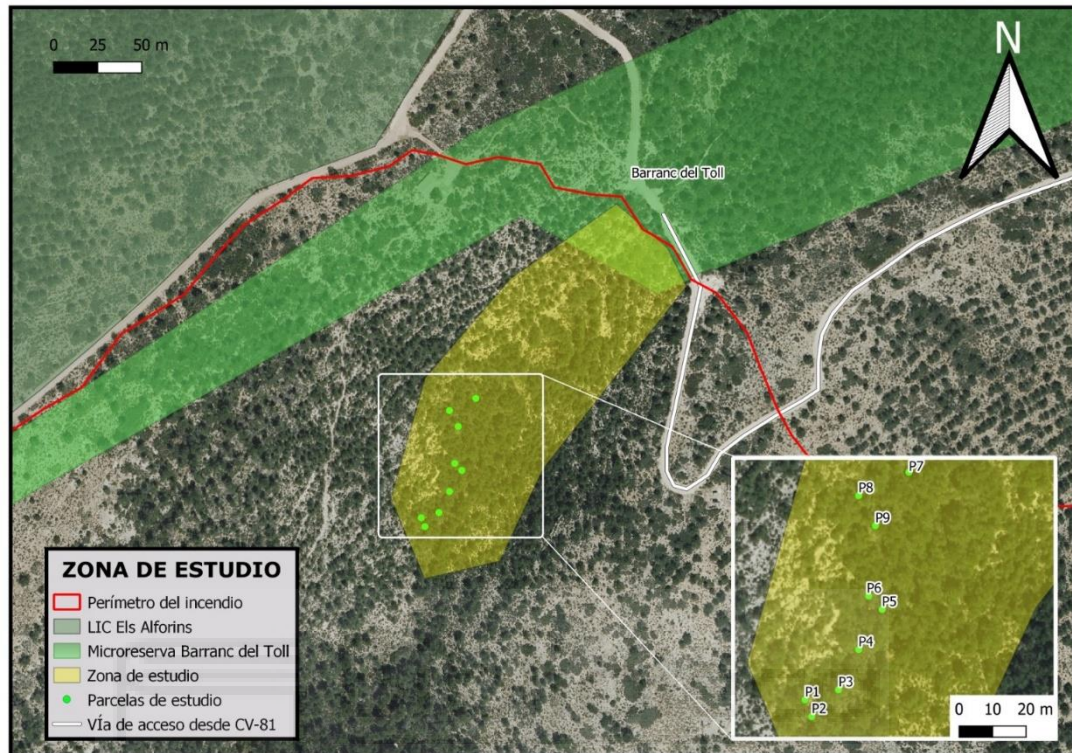 0 25 50 m
N
Barranc del Toll
P7
P8
P9
P6
P5
P4
P3
P1
P2
0 10 20 m
ZONA DE ESTUDIO
Perímetro del incendio
LIC Els Alforins
Microreserva Barranc del Toll
Zona de estudio
Parcelas de estudio
VÍa de acceso desde CV-81